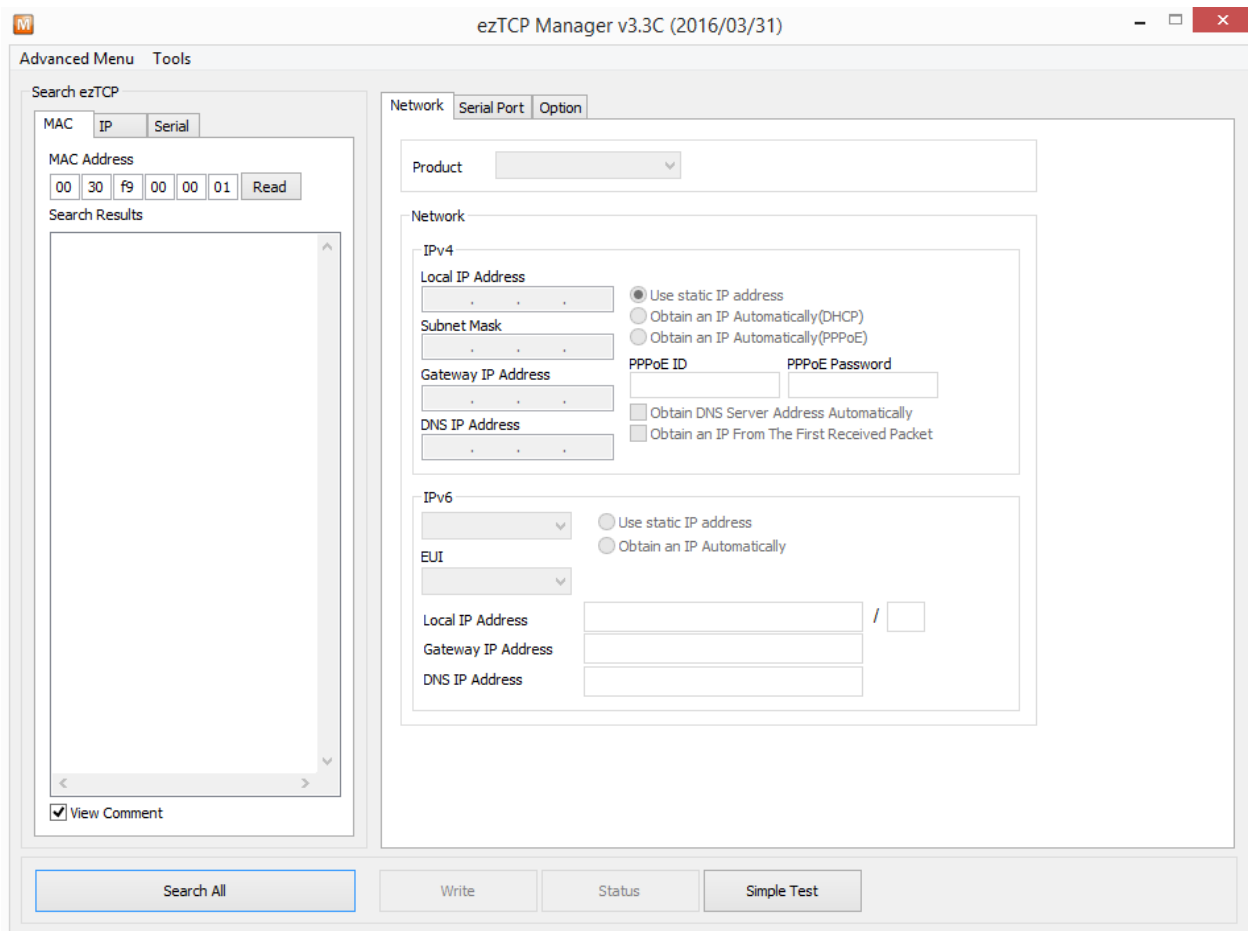 M
ezTCP Manager v3.3C (2016/03/31)
Advanced Menu Tools
Search ezTCP
MAC IP Serial
MAC Address
00 30 f9 00 00 01 Read
Search Results
View Comment
Network Serial Port Option
Product
Network
IPv4
Local IP Address
. . .
Use static IP address
Obtain an IP Automatically(DHCP)
Subnet Mask
. . .
Obtain an IP Automatically(PPPoE)
PPPoE ID PPPoE Password
Gateway IP Address
. . .
Obtain DNS Server Address Automatically
DNS IP Address
. . .
Obtain an IP From The First Received Packet
IPv6
Use static IP address
Obtain an IP Automatically
EUI
Local IP Address /
Gateway IP Address
DNS IP Address
Search All Write Status Simple Test